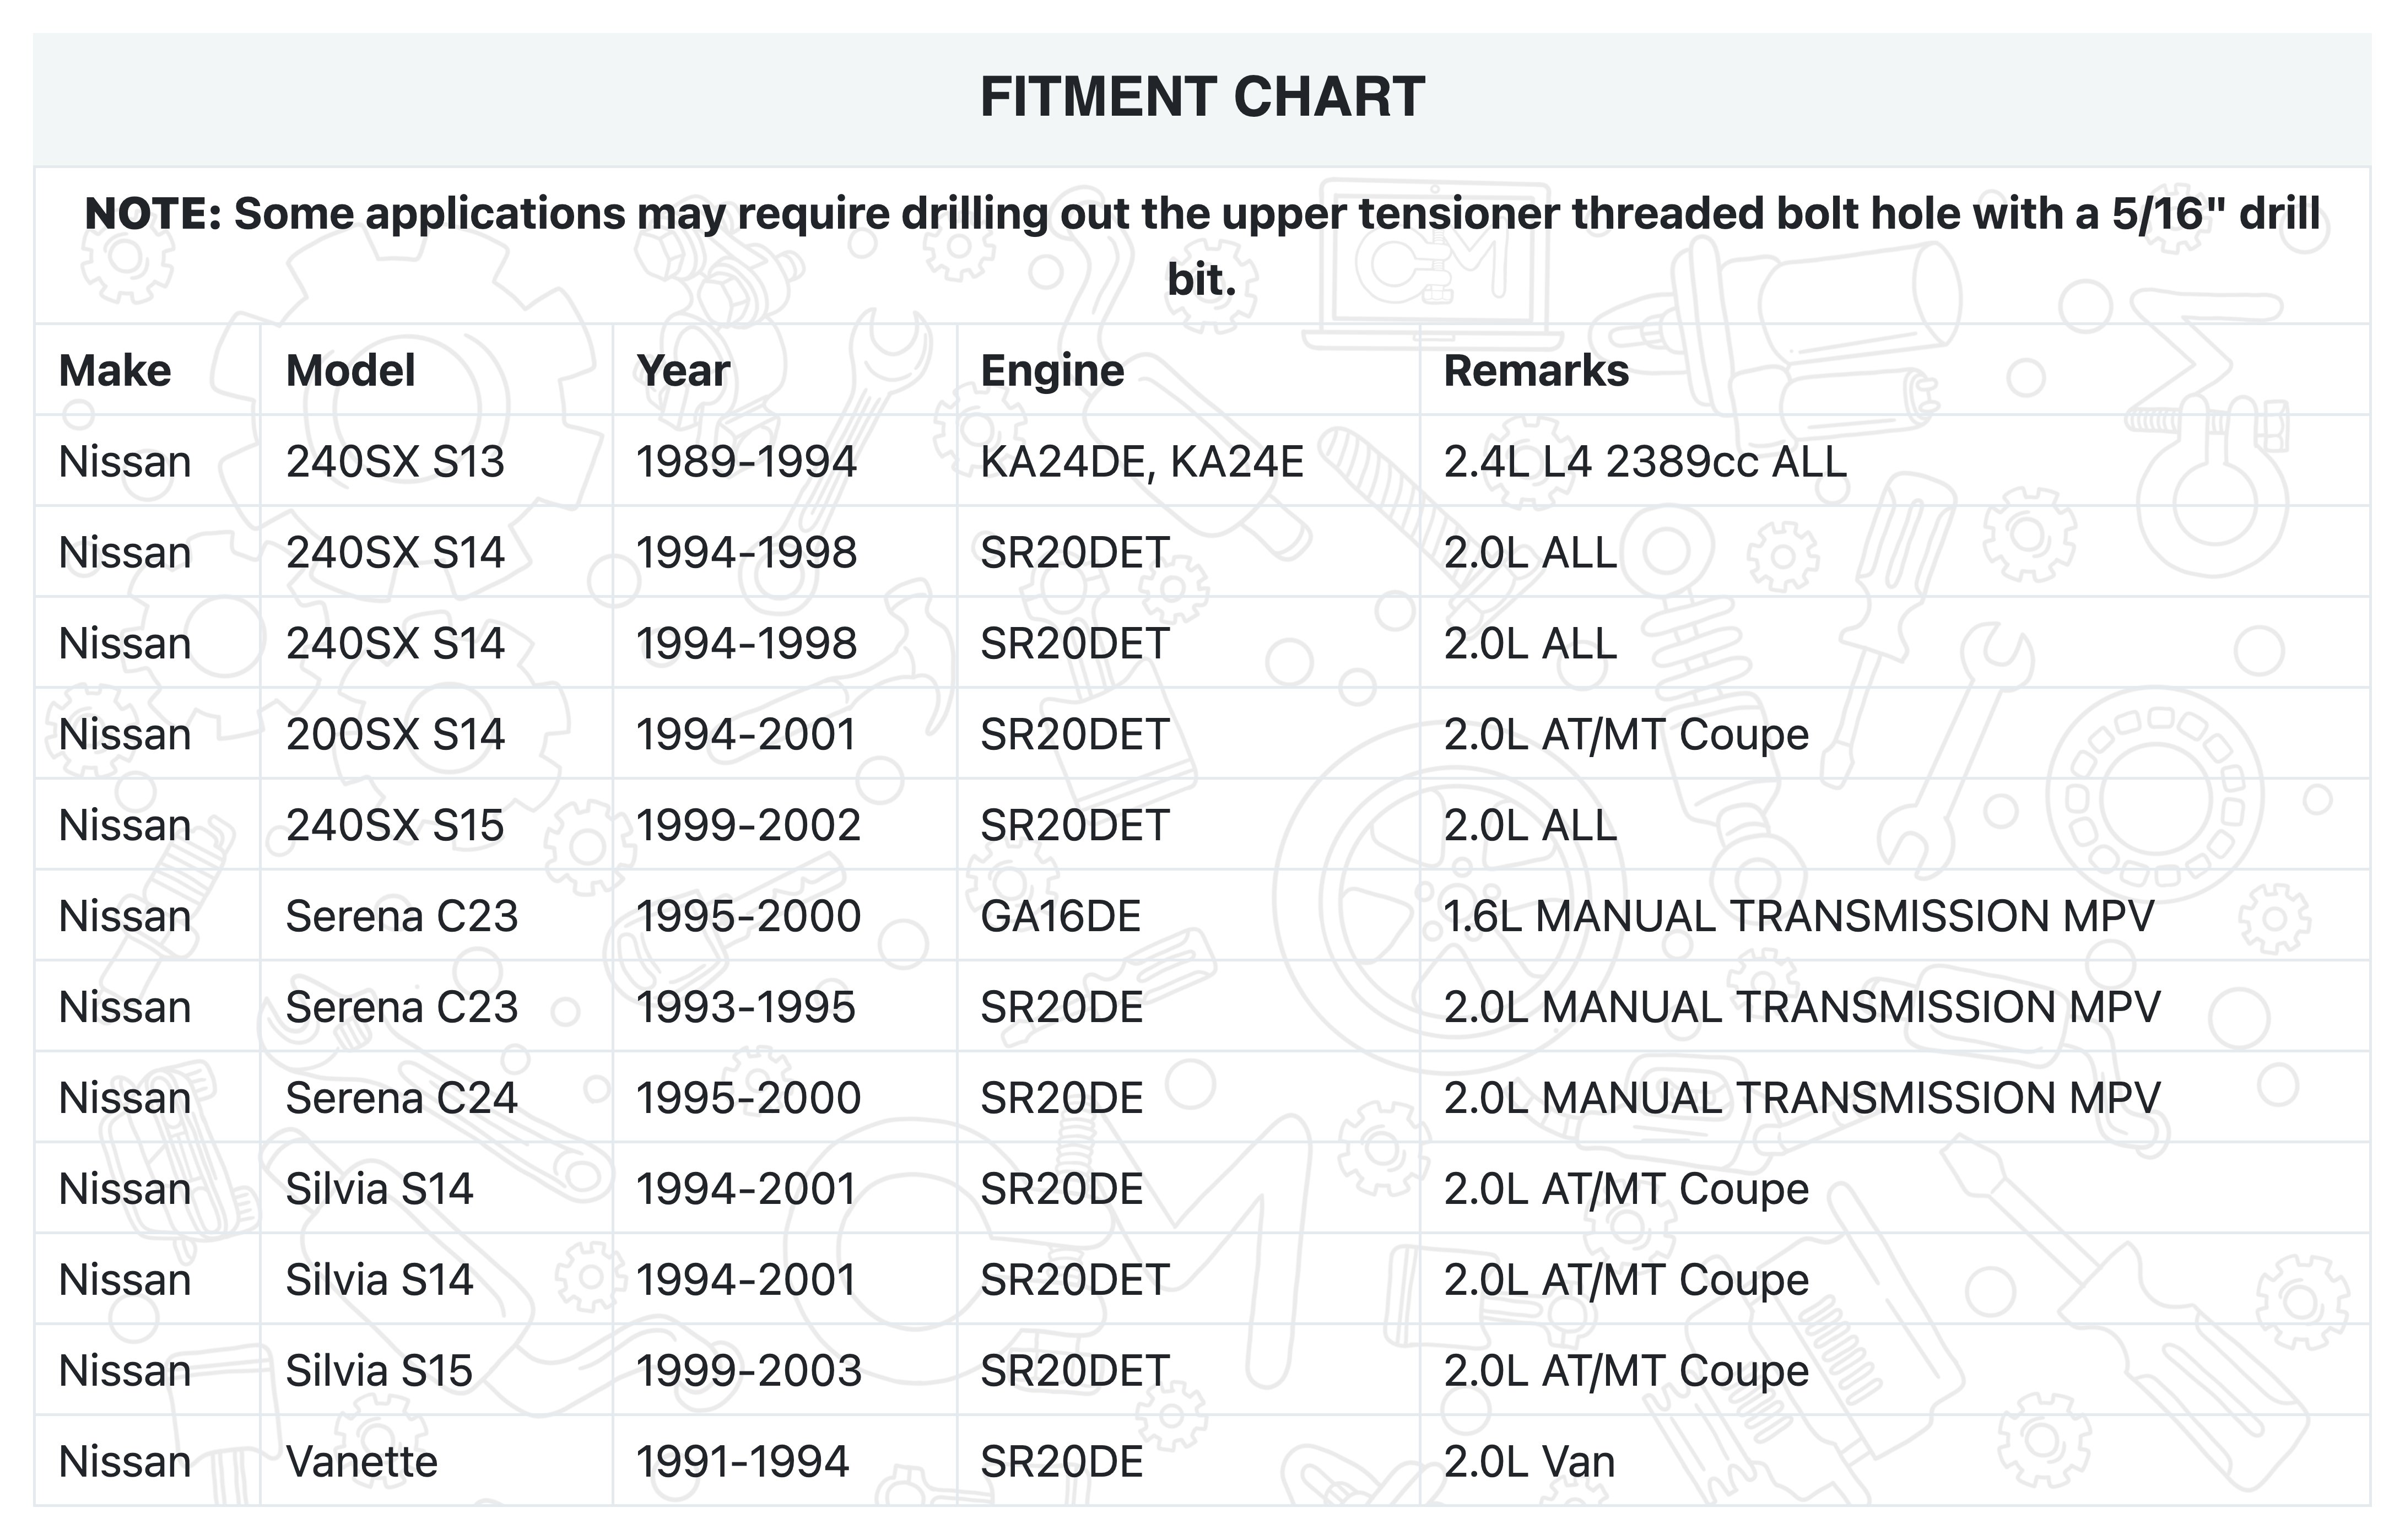 FITMENT CHART
NOTE: Some applications may require drilling out the upper tensioner threaded bolt hole with a 5/16" drill
bit.
Make Model Year Engine Remarks
Nissan 240SX S13 1989-1994 KA24DE, KA24E 2.4L L4 2389cc ALL
Nissan 240SX S14 1994-1998 SR20DET 2.0L ALL
Nissan 240SX S14 1994-1998 SR20DET 2.0L ALL
Nissan 200SX S14 1994-2001 SR20DET 2.0L AT/MT Coupe
Nissan 240SX S15 1999-2002 SR20DET 2.0L ALL
Nissan Serena C23 1995-2000 GA16DE 1.6L MANUAL TRANSMISSION MPV
Nissan Serena C23 1993-1995 SR20DE 2.0L MANUAL TRANSMISSION MPV
Nissan Serena C24 1995-2000 SR20DE 2.0L MANUAL TRANSMISSION MPV
Nissan Silvia S14 1994-2001 SR20DE 2.0L AT/MT Coupe
Nissan Silvia S14 1994-2001 SR20DET 2.0L AT/MT Coupe
Nissan Silvia S15 1999-2003 SR20DET 2.0L AT/MT Coupe
Nissan Vanette 1991-1994 SR20DE 2.0L Van